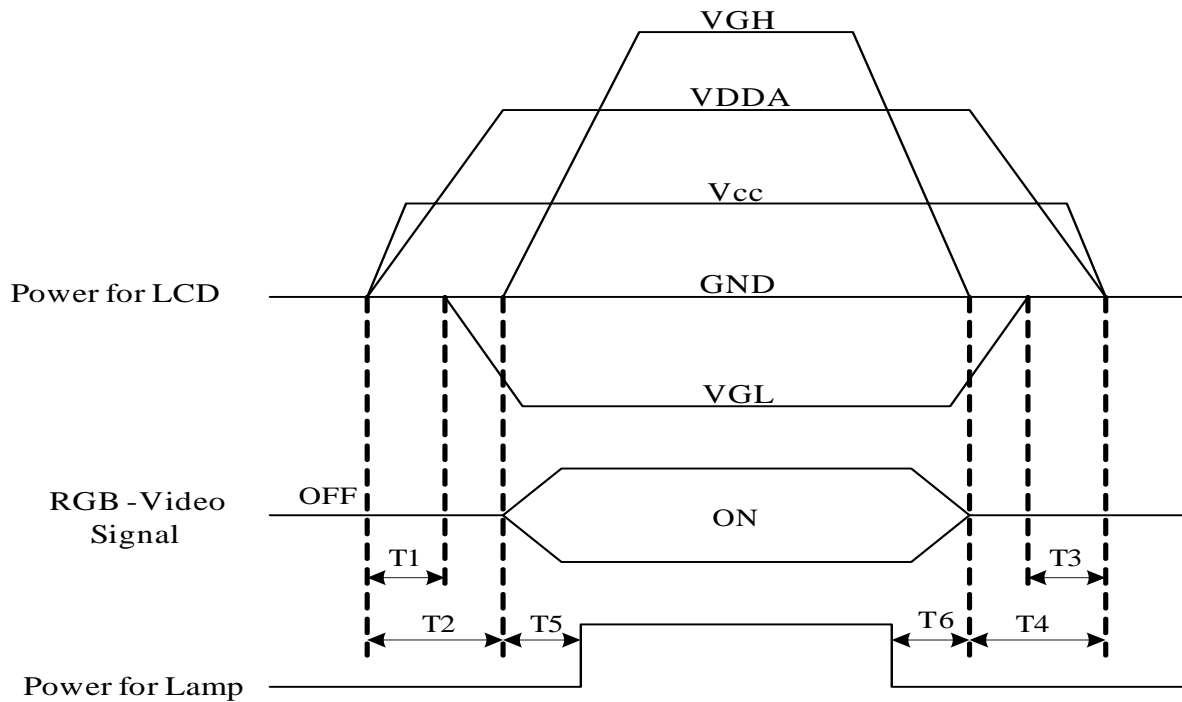 VGH
VDDA
Vcc
Power for LCD
GND
VGL
RGB -Video
Signal
OFF
ON
T1
T3
T2
T5
T6
T4
Power for Lamp